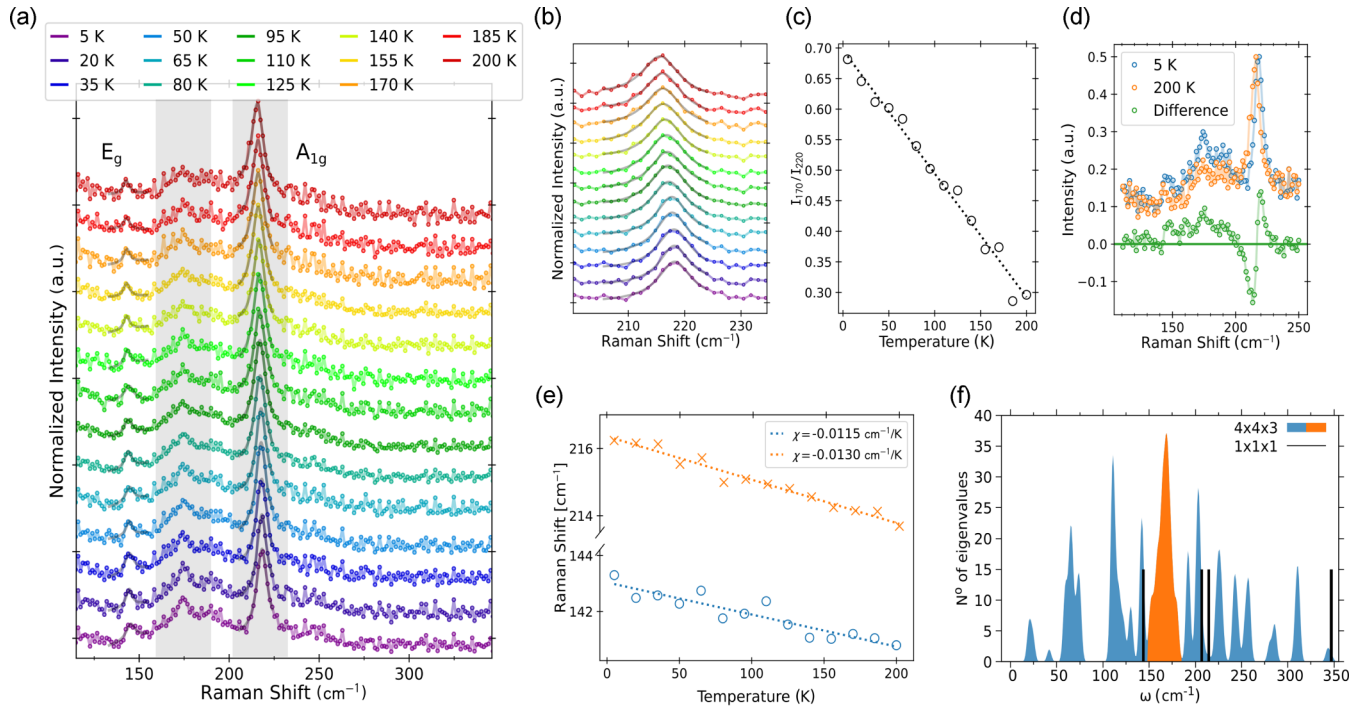 (a)
5 K 50 K 95 K 140 K 185 K
20 K 65 K 110 K 155 K 200 K
35 K 80 K 125 K 170 K
E_g
A_1g
Normalized Intensity (a.u.)
150 200 250 300
Raman Shift (cm⁻¹)
(b)
Normalized Intensity (a.u.)
210 220 230
Raman Shift (cm⁻¹)
(c)
0.70
0.65
0.60
0.55
0.50
0.45
0.40
0.35
0.30
I_170/I_220
0 50 100 150 200
Temperature (K)
(d)
5 K
200 K
Difference
0.5
0.4
0.3
0.2
0.1
0.0
−0.1
Intensity (a.u.)
100 150 200 250
Raman Shift (cm⁻¹)
(e)
χ=-0.0115 cm⁻¹/K
χ=-0.0130 cm⁻¹/K
216
214
144
142
Raman Shift [cm⁻¹]
0 50 100 150 200
Temperature (K)
(f)
4x4x3
1x1x1
40
35
30
25
20
15
10
5
0
Nº of eigenvalues
0 50 100 150 200 250 300 350
ω (cm⁻¹)